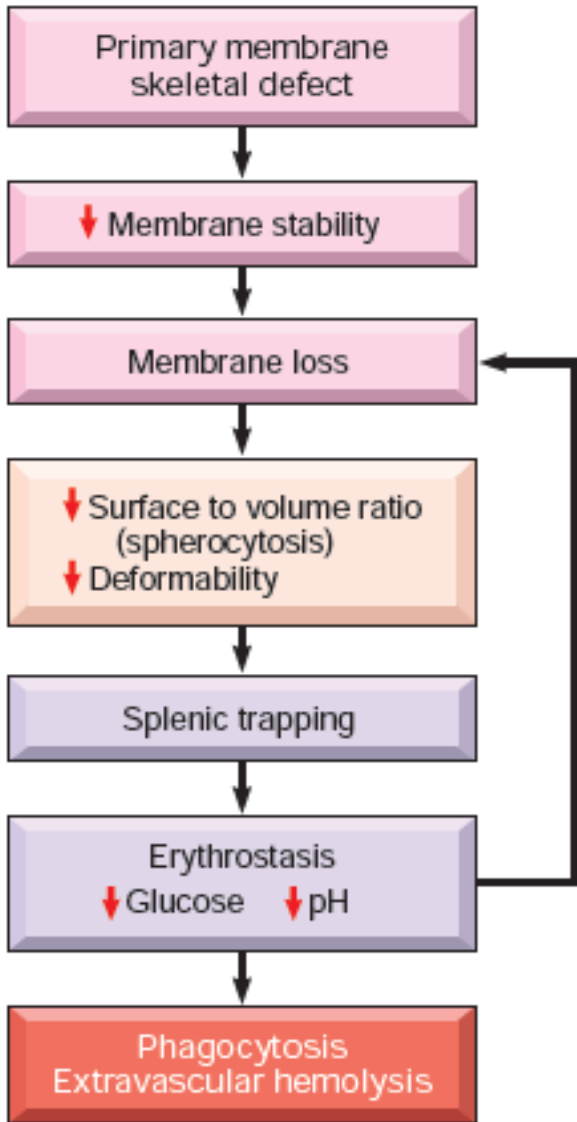 Primary membrane
skeletal defect
↓ Membrane stability
Membrane loss
↓ Surface to volume ratio
(spherocytosis)
↓ Deformability
Splenic trapping
Erythrostasis
↓ Glucose ↓ pH
Phagocytosis
Extravascular hemolysis